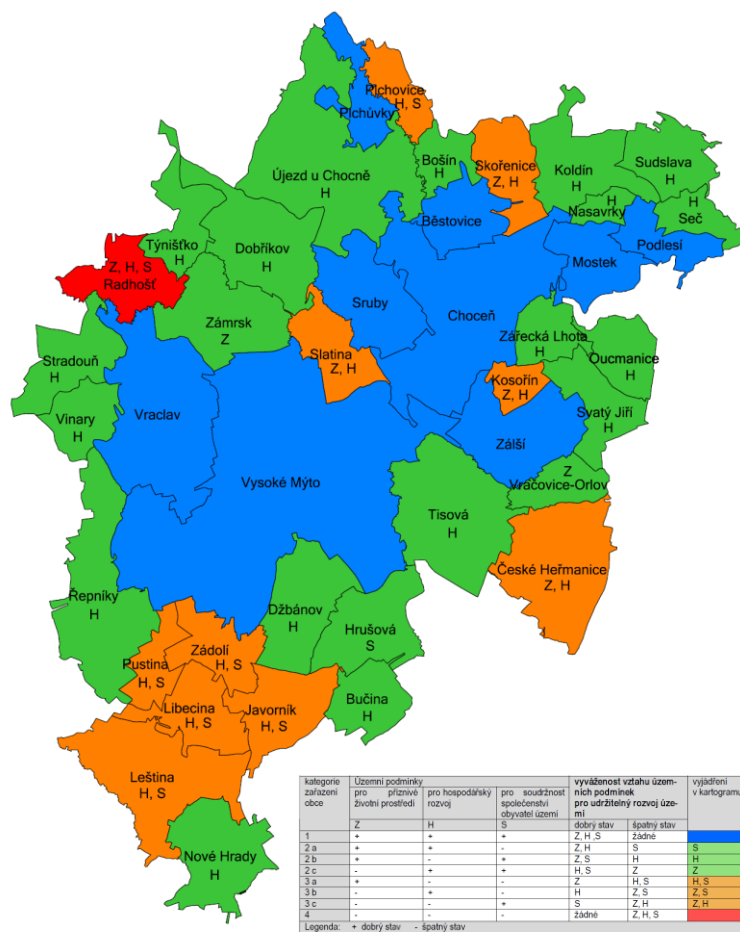 Plchovice
H, S
Plchůvky
Bošín
H
Skořenice
Z, H
Koldín
H
Sudslava
H
Újezd u Chocně
H
Nasavrky
H
H
Seč
Běstovice
Týnišťko
H
Dobříkov
H
Podlesí
Mostek
Z, H, S
Radhošť
Sruby
Choceň
Zámrsk
Z
Zářecká Lhota
H
Stradouň
H
Slatina
Z, H
Oucmanice
H
Kosořín
Z, H
Vinary
H
Vraclav
Svatý Jiří
H
Zálší
Vysoké Mýto
Z
Vračovice-Orlov
Tisová
H
České Heřmanice
Z, H
Řepníky
H
Džbánov
H
Hrušová
S
Zádolí
H, S
Pustina
H, S
Libecina
H, S
Javorník
H, S
Bučina
H
Leština
H, S
Nové Hrady
H
kategorie zařazení obce
Územní podmínky
vyváženost vztahu územ-
ních podmínek
pro udržitelný rozvoj úze-
mí
vyjádření
v kartogramu
pro příznivé
životní prostředí
pro hospodářský
rozvoj
pro soudržnost
společenství
obyvatel území
Z H S dobrý stav špatný stav
1 + + + Z, H ,S žádné
2 a + + - Z, H S S
2 b + - + Z, S H H
2 c - + + H, S Z Z
3 a + - - Z H, S H, S
3 b - + - H Z, S Z, S
3 c - - + S Z, H Z, H
4 - - - žádné Z, H, S
Legenda: + dobrý stav - špatný stav